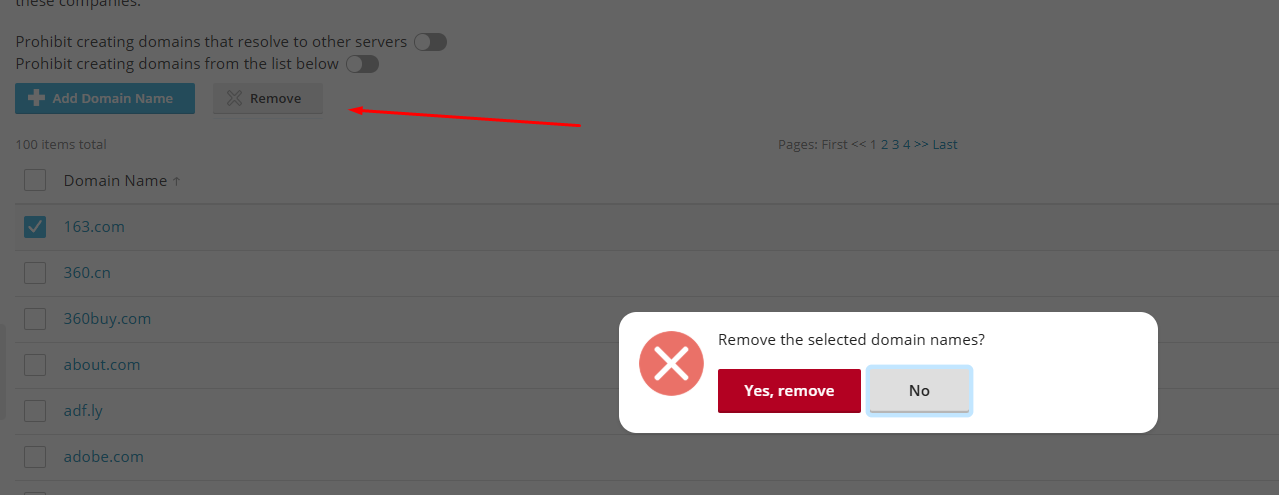 these companies.
Prohibit creating domains that resolve to other servers
Prohibit creating domains from the list below
Add Domain Name Remove
100 items total Pages: First << 1 2 3 4 >> Last
Domain Name ↑
163.com
360.cn
360buy.com
about.com
adf.ly
adobe.com
Remove the selected domain names?
Yes, remove No